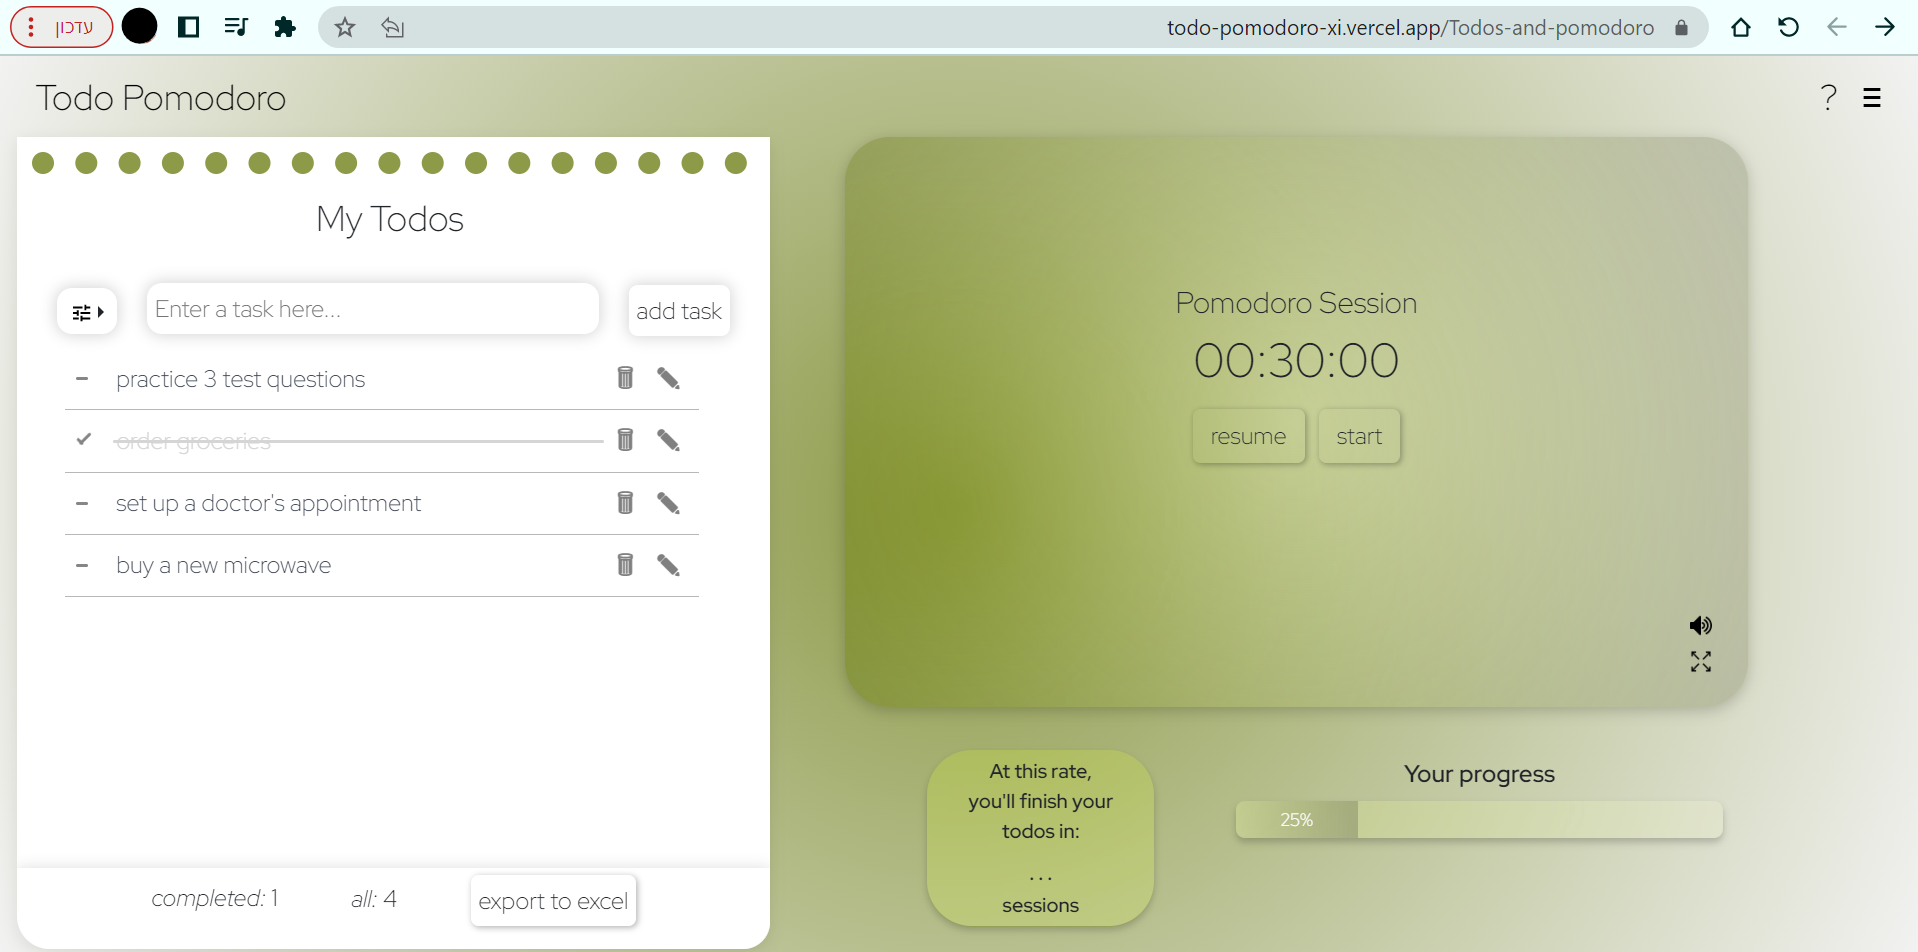 עדכון
todo-pomodoro-xi.vercel.app/Todos-and-pomodoro
Todo Pomodoro
?
My Todos
Enter a task here...
add task
practice 3 test questions
order groceries
set up a doctor's appointment
buy a new microwave
completed: 1
all: 4
export to excel
Pomodoro Session
00:30:00
resume
start
At this rate,
you'll finish your
todos in:
. . .
sessions
Your progress
25%